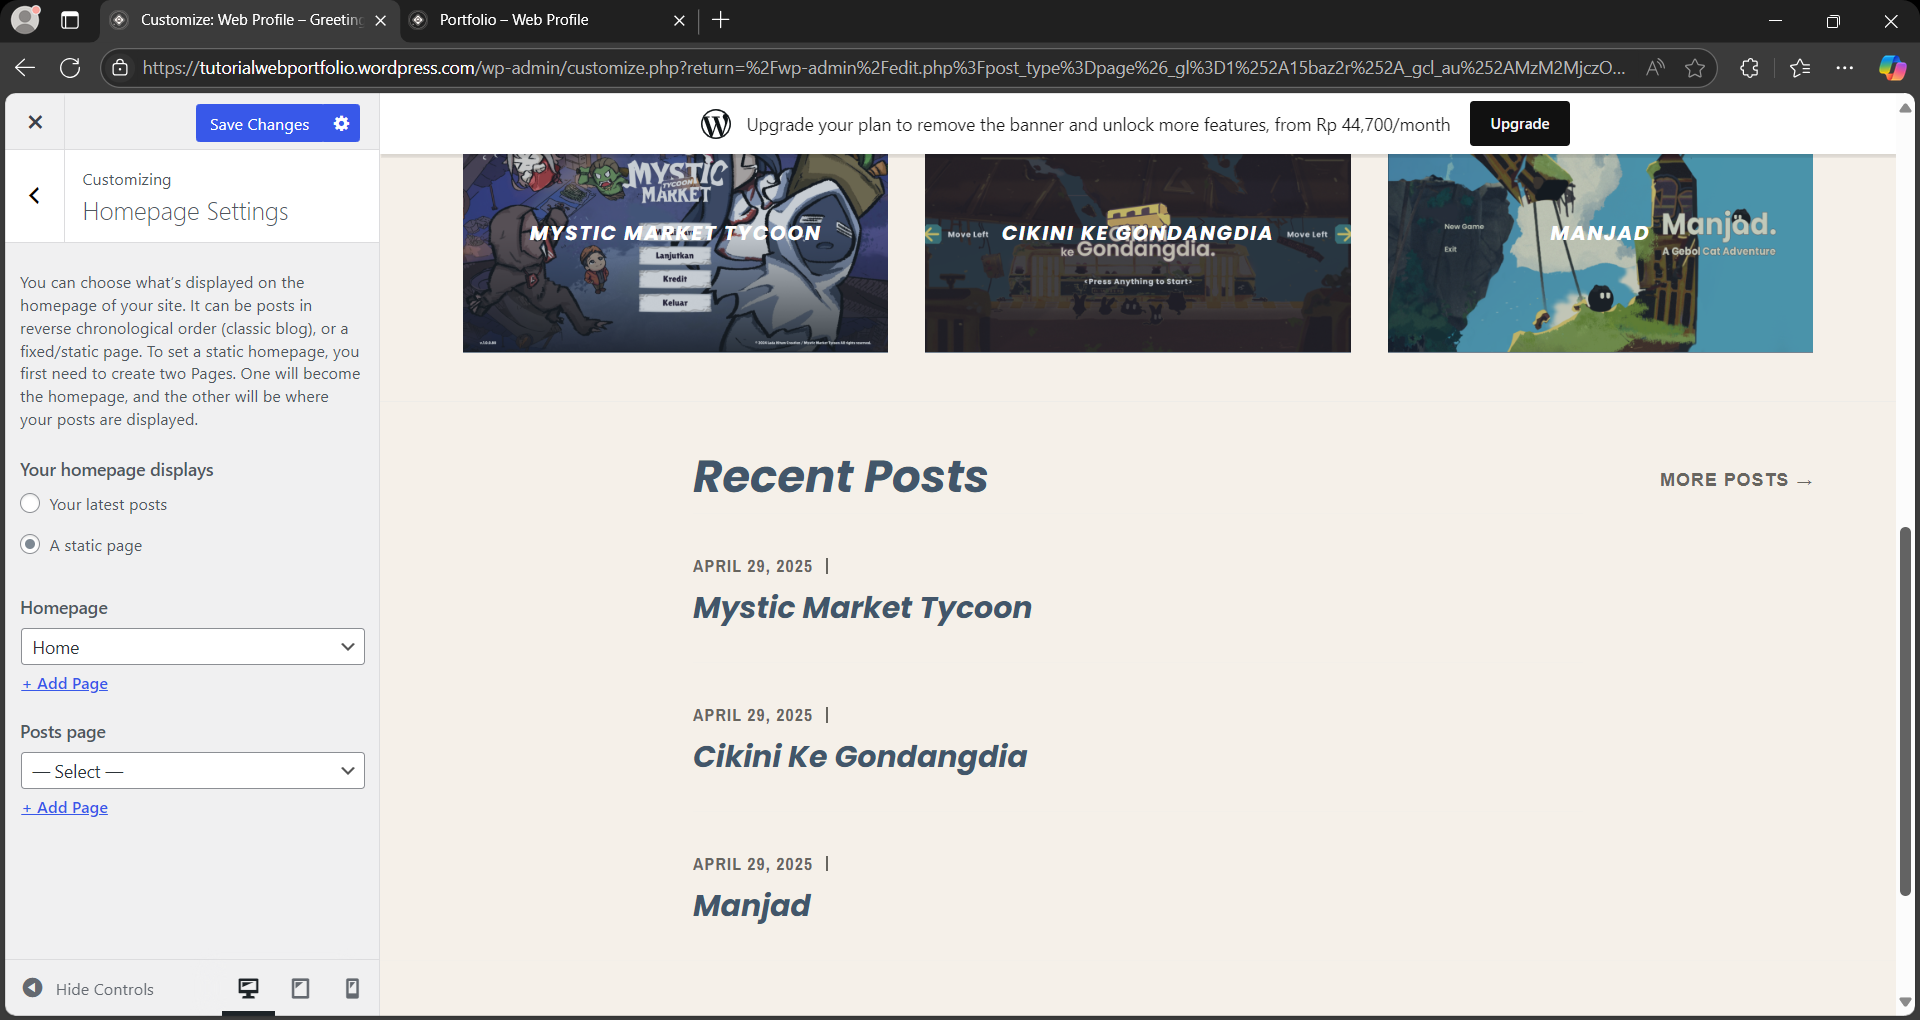 Customize: Web Profile – Greeting
Portfolio – Web Profile
https://tutorialwebportfolio.wordpress.com/wp-admin/customize.php?return=%2Fwp-admin%2Fedit.php%3Fpost_type%3Dpage%26_gl%3D1%252A15baz2r%252A_gcl_au%252AMzM2MjczO...
Save Changes
Upgrade your plan to remove the banner and unlock more features, from Rp 44,700/month
Upgrade
Customizing
Homepage Settings
You can choose what's displayed on the
homepage of your site. It can be posts in
reverse chronological order (classic blog), or a
fixed/static page. To set a static homepage, you
first need to create two Pages. One will become
the homepage, and the other will be where
your posts are displayed.
Your homepage displays
Your latest posts
A static page
Homepage
Home
+ Add Page
Posts page
— Select —
+ Add Page
Hide Controls
MYSTIC
TYCOON
MARKET
MYSTIC MARKET TYCOON
Lanjutkan
Kredit
Keluar
Move Left
CIKINI KE GONDANGDIA
Move Left
ke Gondangdia.
<Press Anything to Start>
New Game
Exit
MANJAD
Manjad.
A Gebol Cat Adventure
Recent Posts
MORE POSTS →
APRIL 29, 2025 |
Mystic Market Tycoon
APRIL 29, 2025 |
Cikini Ke Gondangdia
APRIL 29, 2025 |
Manjad